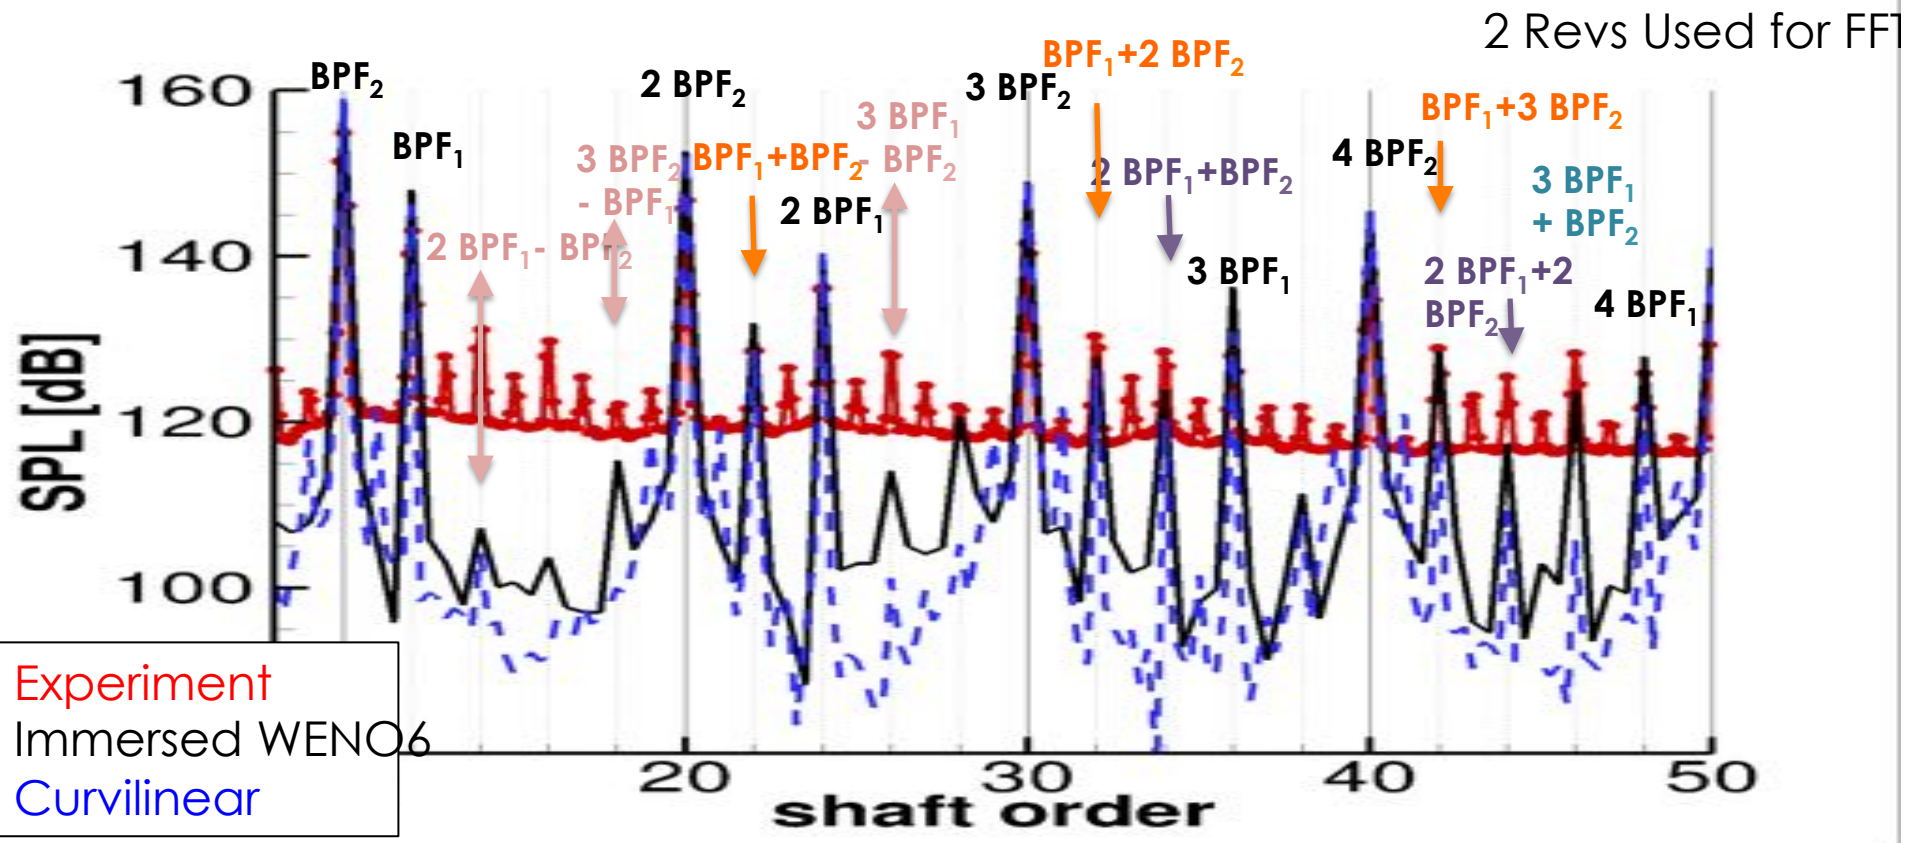 2 Revs Used for FFT
BPF₁+2 BPF₂
160
BPF₂
2 BPF₂
3 BPF₂
BPF₁
3 BPF₁
- BPF₂
BPF₁+3 BPF₂
3 BPF₂
- BPF₁
BPF₁+BPF₂
4 BPF₂
2 BPF₁+BPF₂
3 BPF₁
+ BPF₂
2 BPF₁
2 BPF₁- BPF₂
140
3 BPF₁
2 BPF₁+2
BPF₂
4 BPF₁
SPL [dB]
120
100
Experiment
Immersed WENO6
Curvilinear
20
30
40
50
shaft order